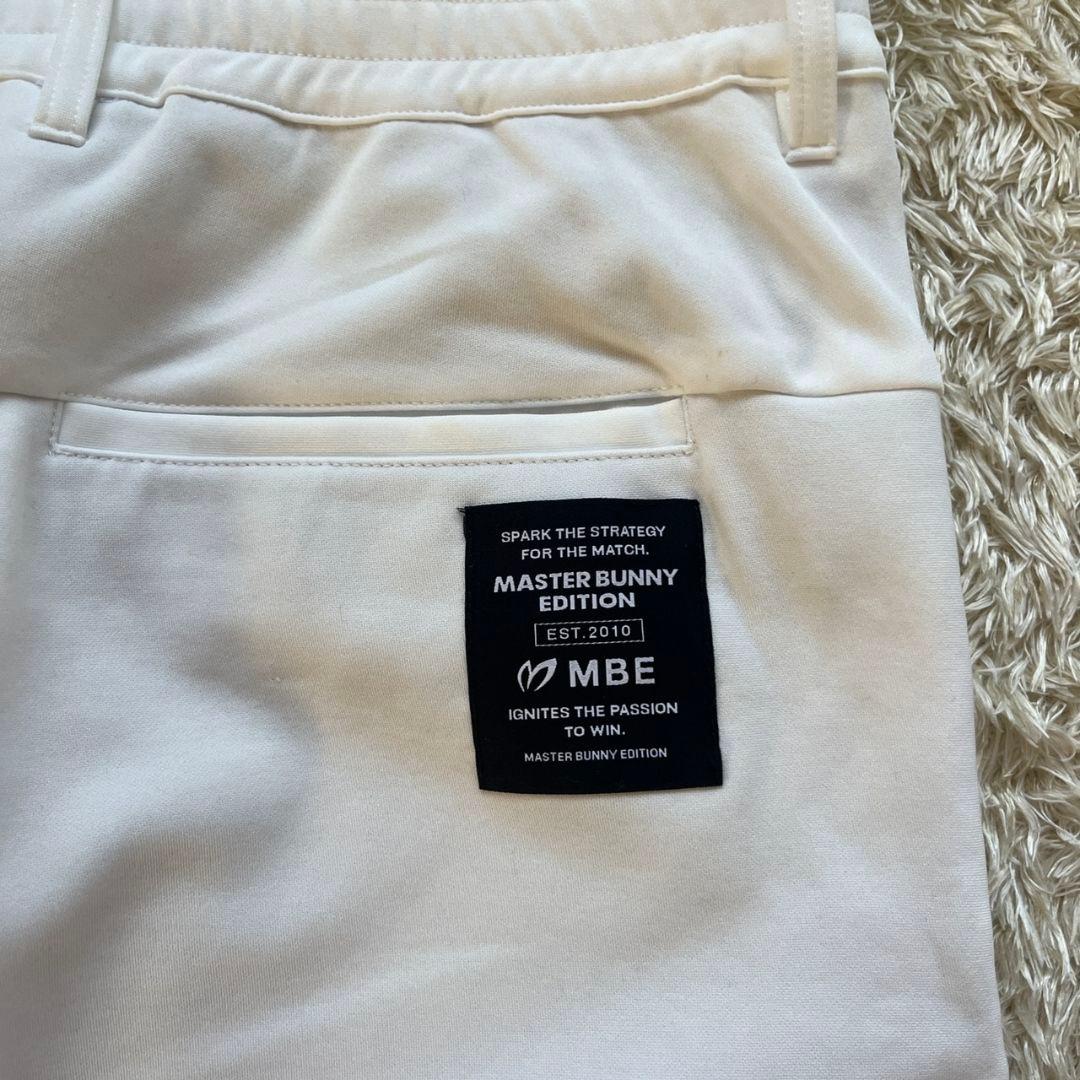 SPARK THE STRATEGY
FOR THE MATCH.
MASTER BUNNY
EDITION
EST.2010
MBE
IGNITES THE PASSION
TO WIN.
MASTER BUNNY EDITION